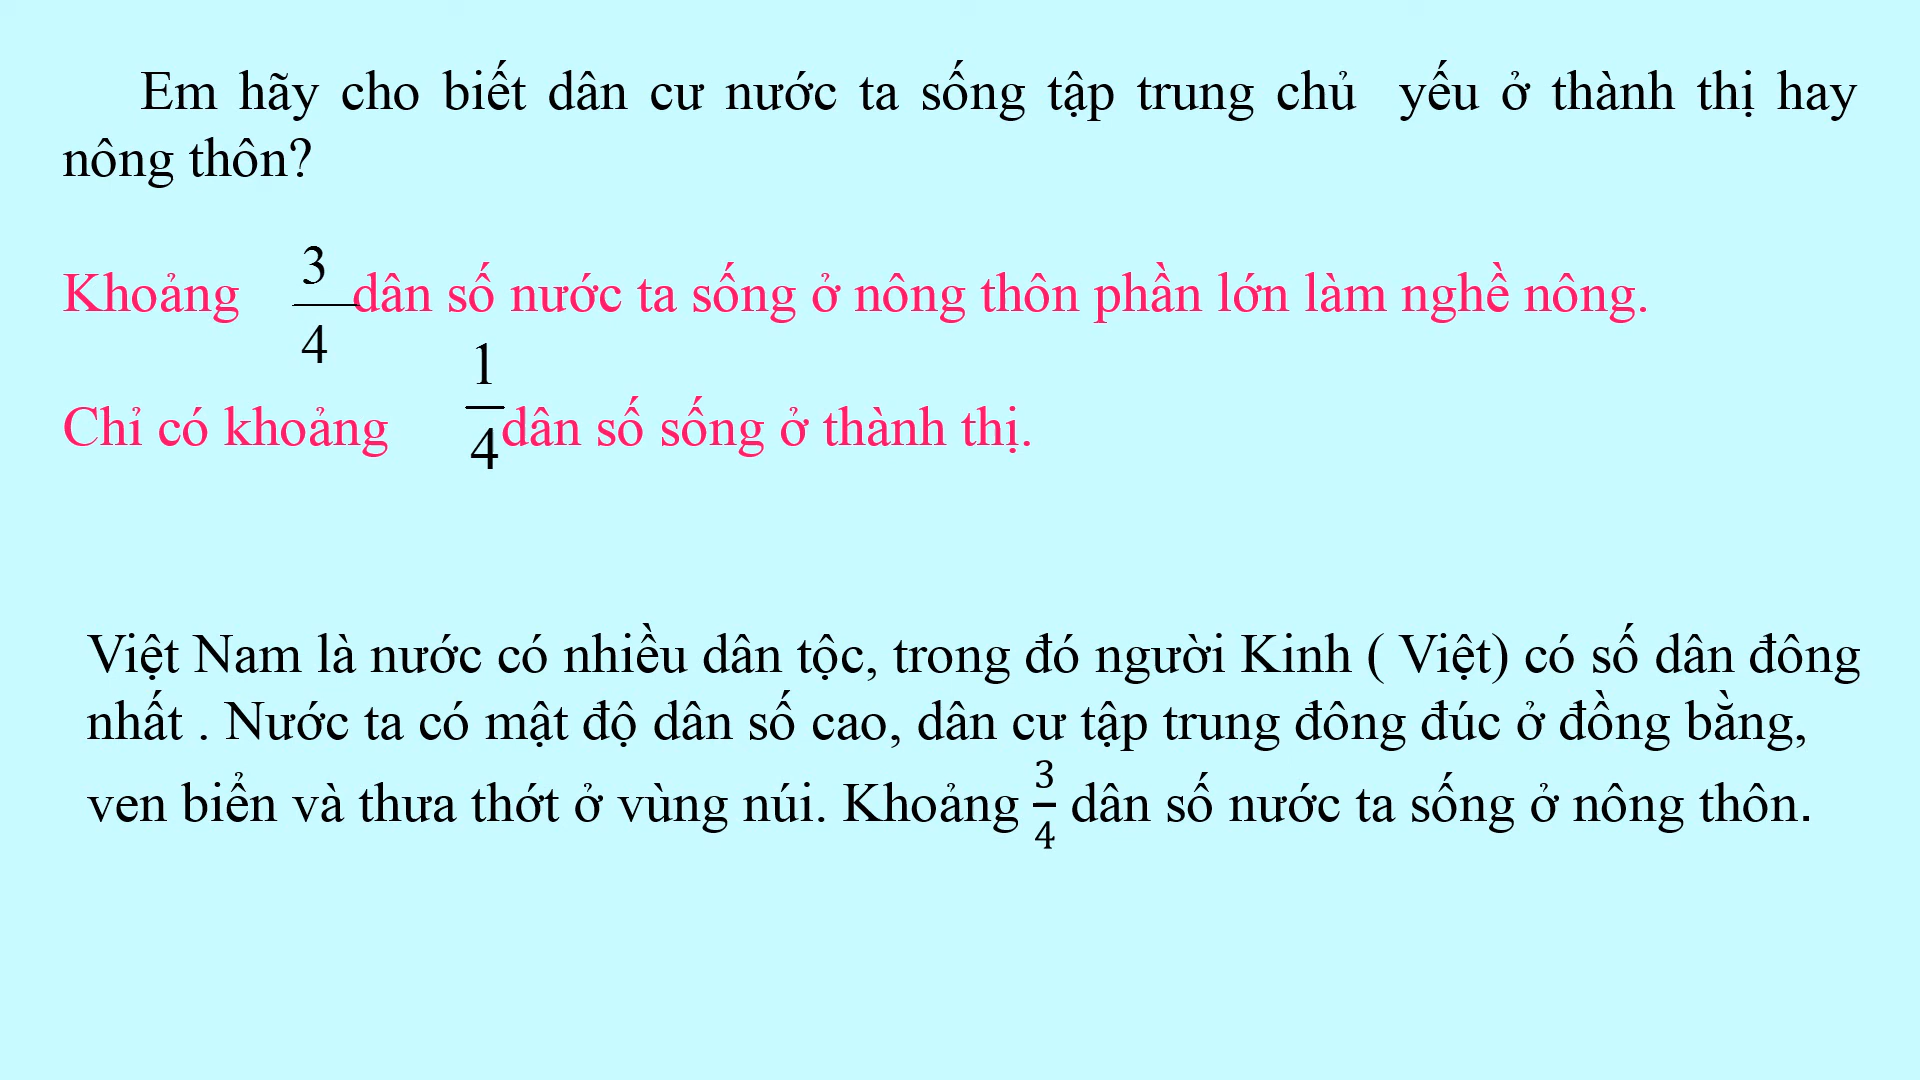 Em hãy cho biết dân cư nước ta sống tập trung chủ yếu ở thành thị hay
nông thôn?
Khoảng 3/4 dân số nước ta sống ở nông thôn phần lớn làm nghề nông.
Chỉ có khoảng 1/4 dân số sống ở thành thị.
Việt Nam là nước có nhiều dân tộc, trong đó người Kinh ( Việt) có số dân đông
nhất . Nước ta có mật độ dân số cao, dân cư tập trung đông đúc ở đồng bằng,
ven biển và thưa thớt ở vùng núi. Khoảng 3/4 dân số nước ta sống ở nông thôn.